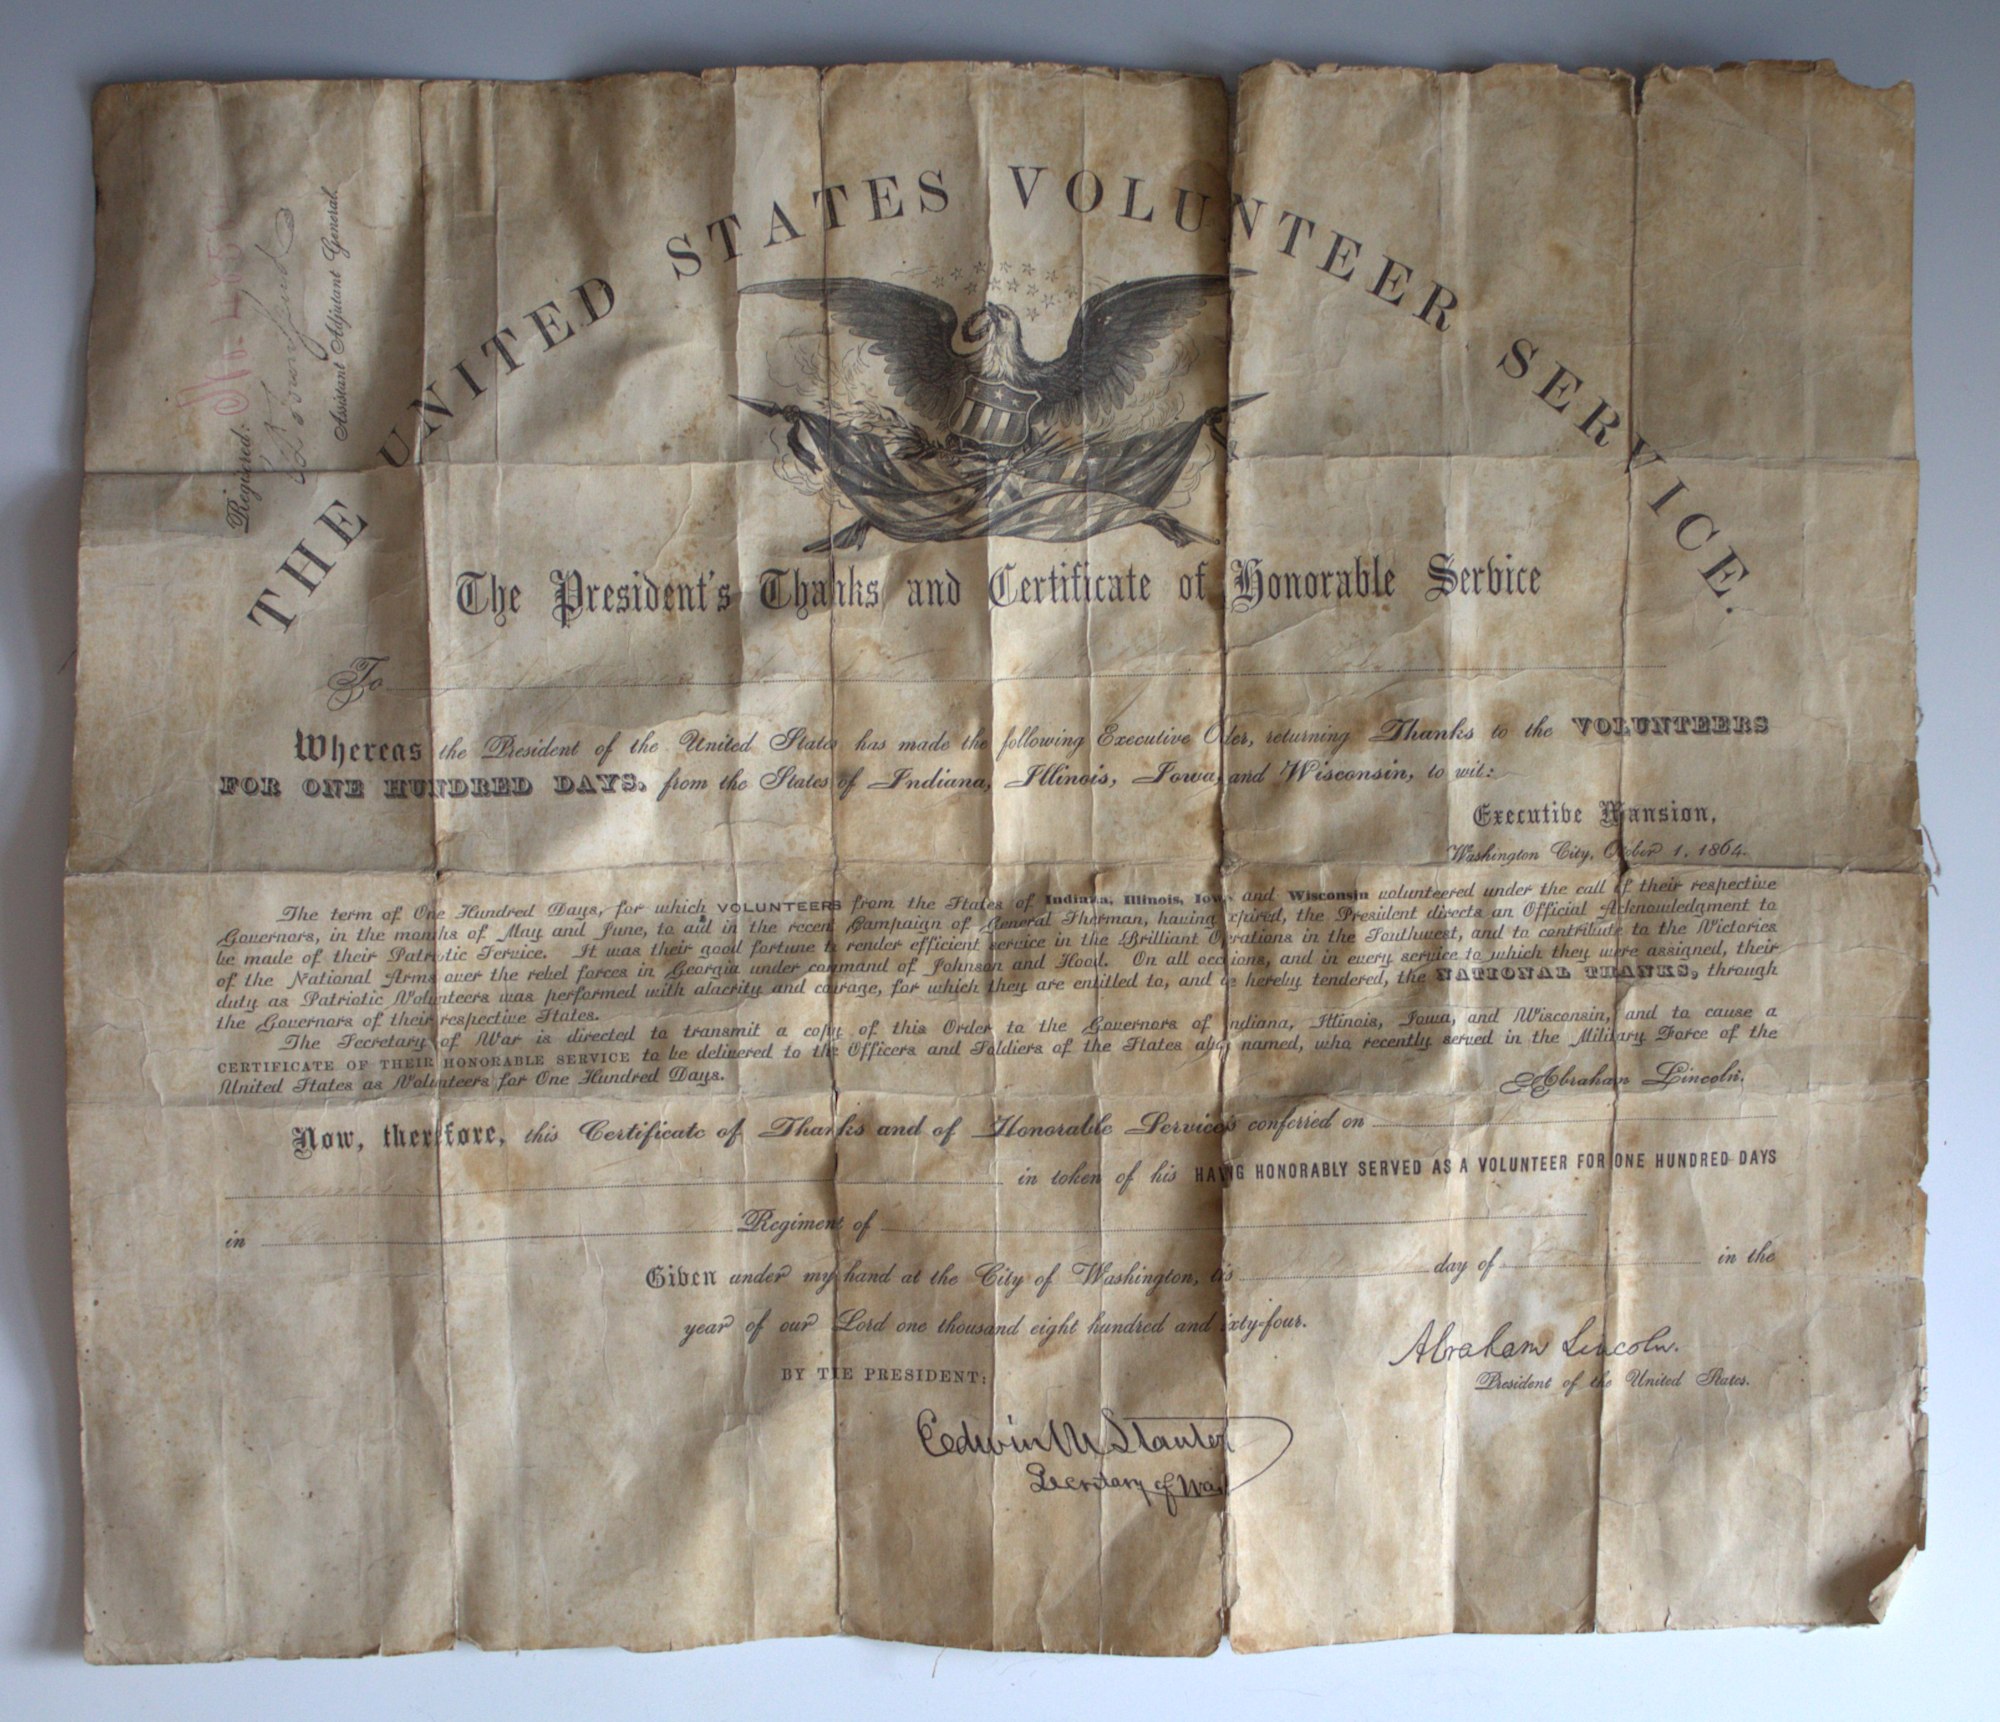 THE UNITED STATES VOLUNTEER SERVICE.
Registered:
Assistant Adjutant General.
The President's Thanks and Certificate of Honorable Service
To
Whereas the President of the United States has made the following Executive Order, returning Thanks to the VOLUNTEERS
FOR ONE HUNDRED DAYS, from the States of Indiana, Illinois, Iowa, and Wisconsin, to wit:
Executive Mansion,
Washington City, October 1, 1864.
The term of One Hundred Days, for which VOLUNTEERS from the States of Indiana, Illinois, Iowa, and Wisconsin volunteered under the call of their respective
Governors, in the months of May and June, to aid in the recent Campaign of General Sherman, having expired, the President directs an Official Acknowledgment to
be made of their Patriotic Service. It was their good fortune to render efficient service in the Brilliant Operations in the Southwest, and to contribute to the Victories
of the National Arms over the rebel forces in Georgia under command of Johnson and Hood. On all occasions, and in every service to which they were assigned, their
duty as Patriotic Volunteers was performed with alacrity and courage, for which they are entitled to, and are hereby tendered, the NATIONAL THANKS, through
the Governors of their respective States.
The Secretary of War is directed to transmit a copy of this Order to the Governors of Indiana, Illinois, Iowa, and Wisconsin, and to cause a
CERTIFICATE OF THEIR HONORABLE SERVICE to be delivered to the Officers and Soldiers of the States above named, who recently served in the Military Force of the
United States as Volunteers for One Hundred Days.
Abraham Lincoln.
Now, therefore, this Certificate of Thanks and of Honorable Service is conferred on
in token of his HAVING HONORABLY SERVED AS A VOLUNTEER FOR ONE HUNDRED DAYS
in Regiment of
Given under my hand at the City of Washington, this day of in the
year of our Lord one thousand eight hundred and sixty-four.
Abraham Lincoln.
President of the United States.
BY THE PRESIDENT:
Edwin M Stanton
Secretary of War